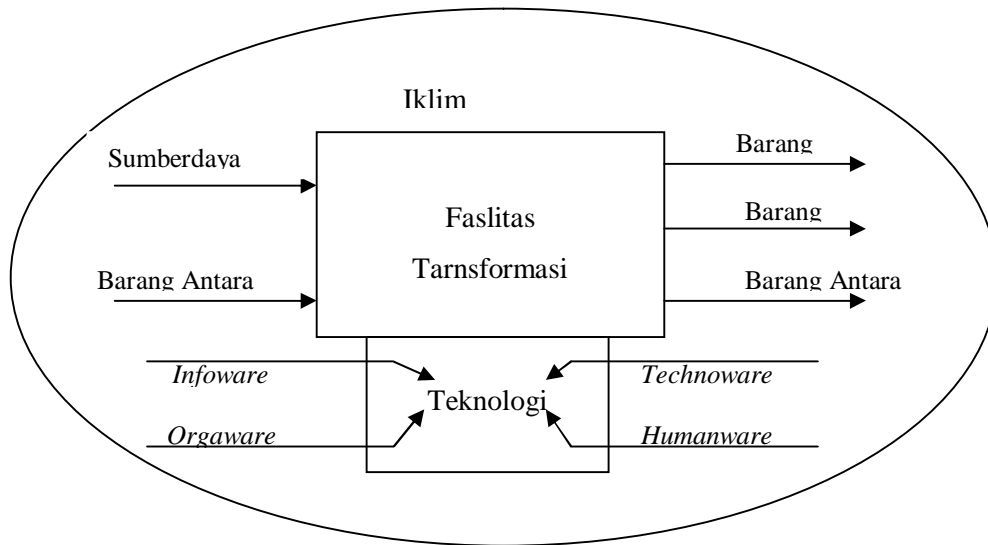 Iklim
Sumberdaya
Barang
Faslitas
Barang
Tarnsformasi
Barang Antara
Barang Antara
Infoware
Technoware
Teknologi
Orgaware
Humanware